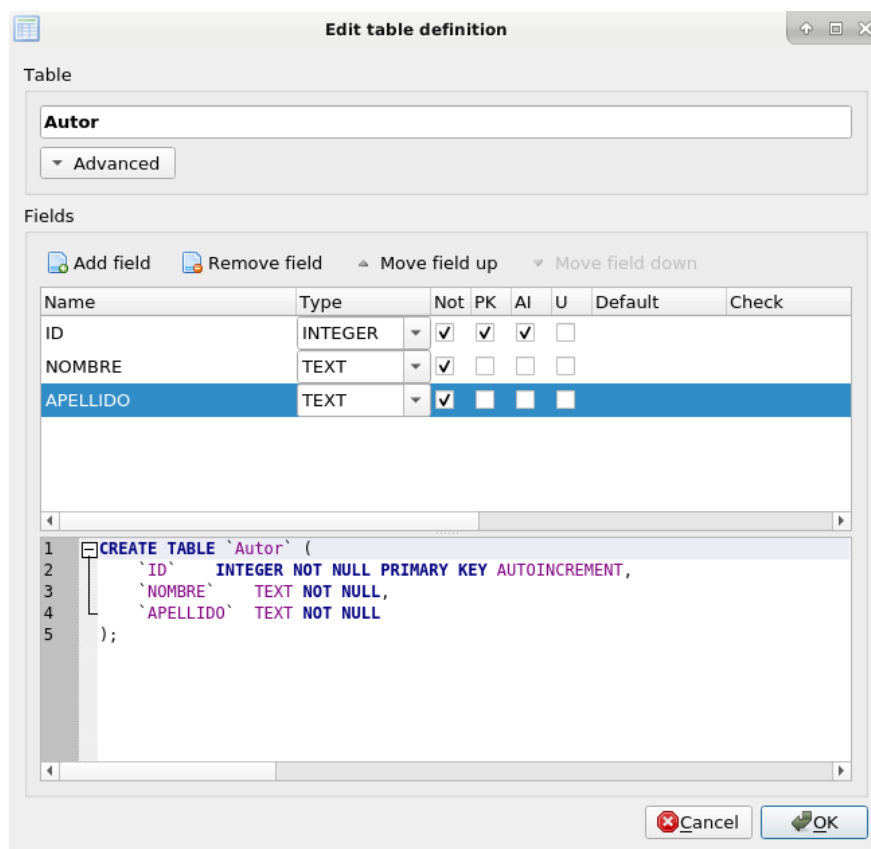 Edit table definition
Table
Autor
Advanced
Fields
Add field Remove field Move field up Move field down
Name Type Not PK AI U Default Check
ID INTEGER
NOMBRE TEXT
APELLIDO TEXT
1 CREATE TABLE `Autor` (
2 `ID` INTEGER NOT NULL PRIMARY KEY AUTOINCREMENT,
3 `NOMBRE` TEXT NOT NULL,
4 `APELLIDO` TEXT NOT NULL
5 );
Cancel OK